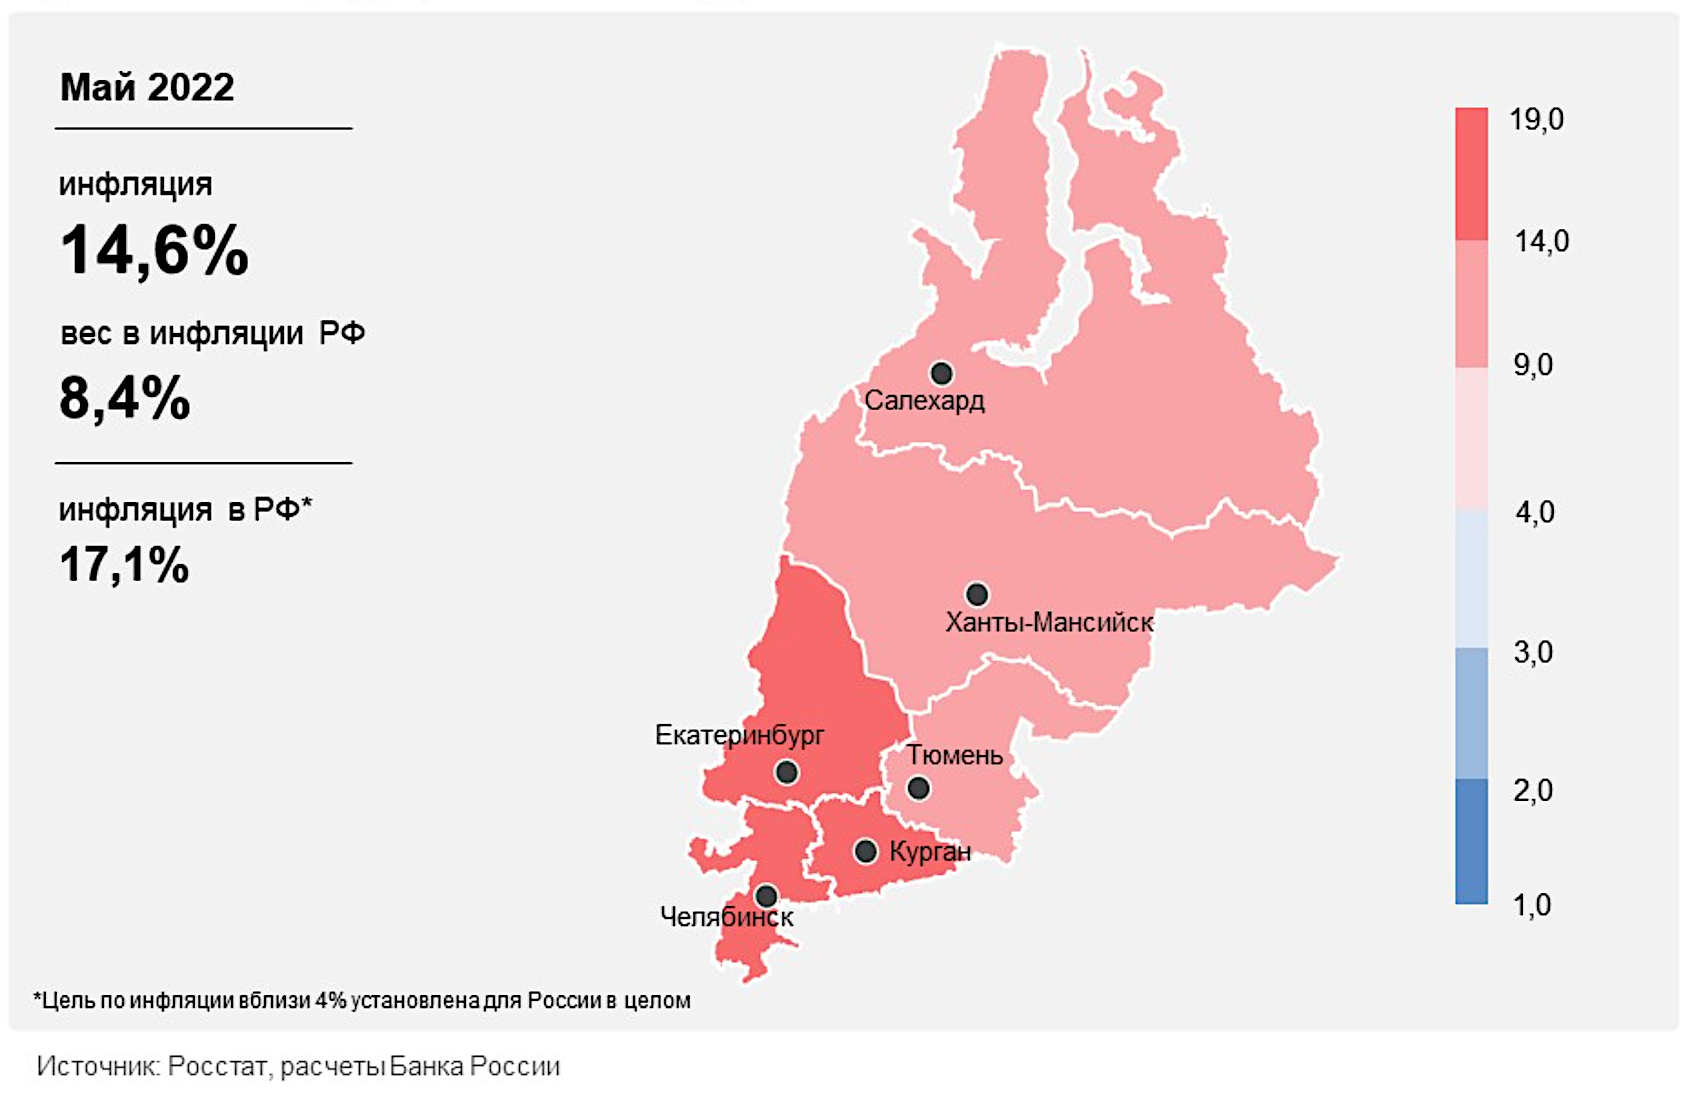 Май 2022
инфляция
14,6%
вес в инфляции РФ
8,4%
инфляция в РФ*
17,1%
19,0
14,0
9,0
4,0
3,0
2,0
1,0
Салехард
Ханты-Мансийск
Екатеринбург
Тюмень
Курган
Челябинск
*Цель по инфляции вблизи 4% установлена для России в целом
Источник: Росстат, расчеты Банка России